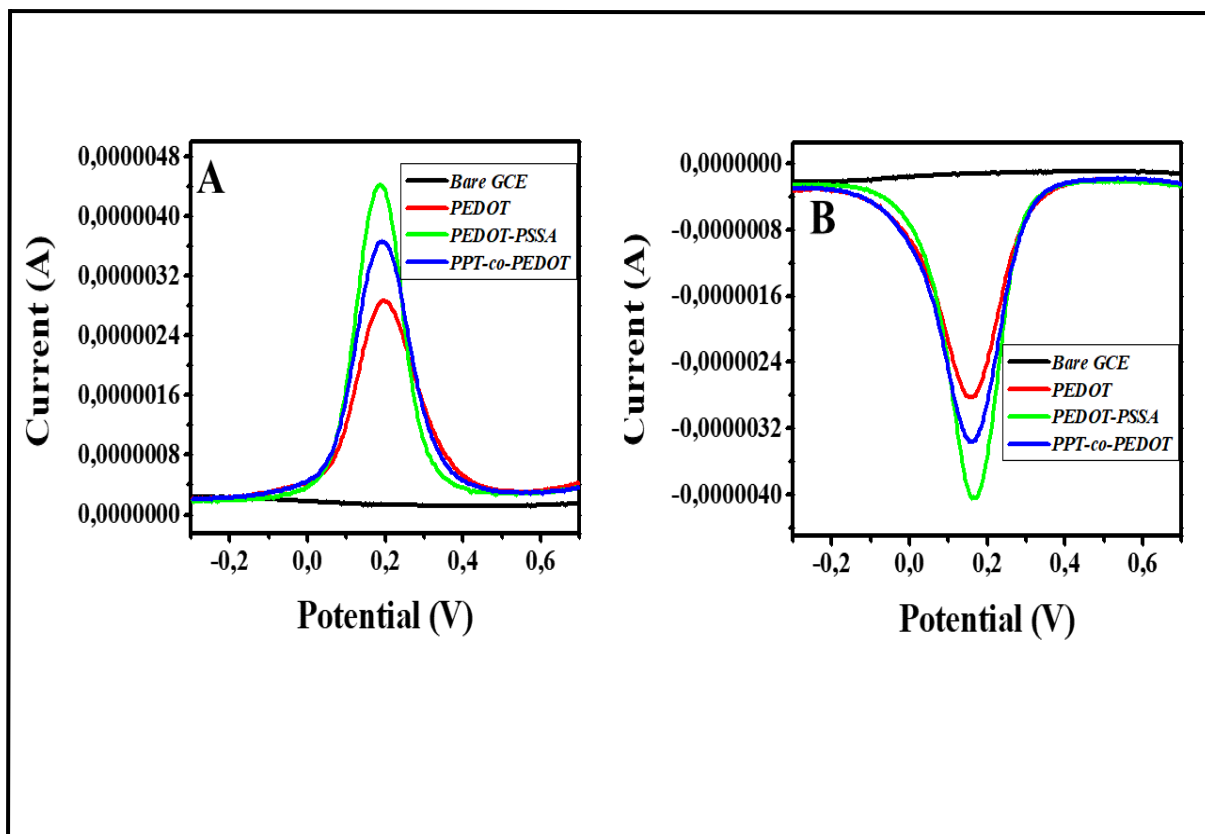 A
0,0000048
0,0000040
0,0000032
0,0000024
0,0000016
0,0000008
0,0000000
Current (A)
-0,2 0,0 0,2 0,4 0,6
Potential (V)
Bare GCE
PEDOT
PEDOT-PSSA
PPT-co-PEDOT
B
0,0000000
-0,0000008
-0,0000016
-0,0000024
-0,0000032
-0,0000040
Current (A)
-0,2 0,0 0,2 0,4 0,6
Potential (V)
Bare GCE
PEDOT
PEDOT-PSSA
PPT-co-PEDOT